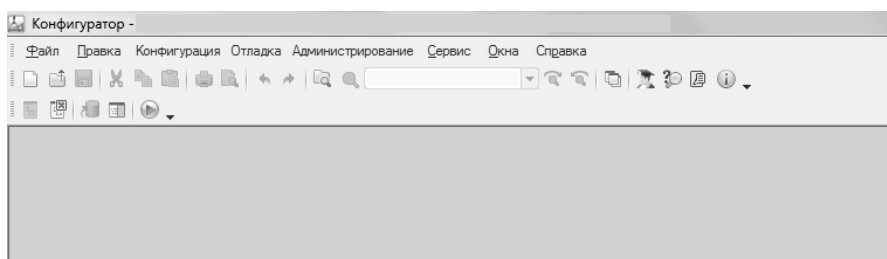 Конфигуратор -
Файл Правка Конфигурация Отладка Администрирование Сервис Окна Справка